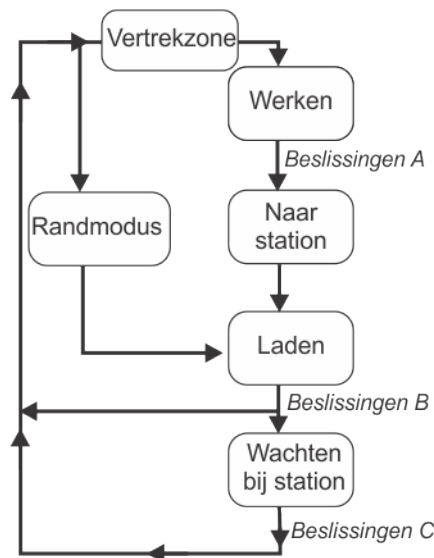 Vertrekzone
Werken
Beslissingen A
Randmodus
Naar
station
Laden
Beslissingen B
Wachten
bij station
Beslissingen C